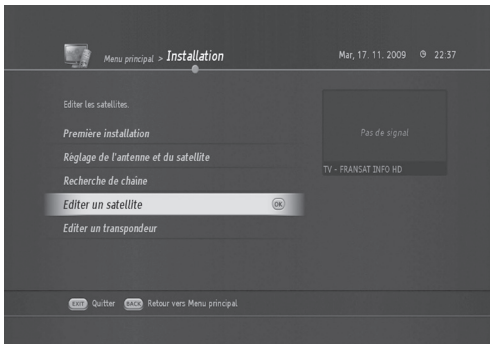 Menu principal > Installation
Mar, 17. 11. 2009 22:37
Editer les satellites.
Première installation
Réglage de l'antenne et du satellite
Recherche de chaine
Editer un satellite OK
Editer un transpondeur
Pas de signal
TV - FRANSAT INFO HD
EXIT Quitter BACK Retour vers Menu principal